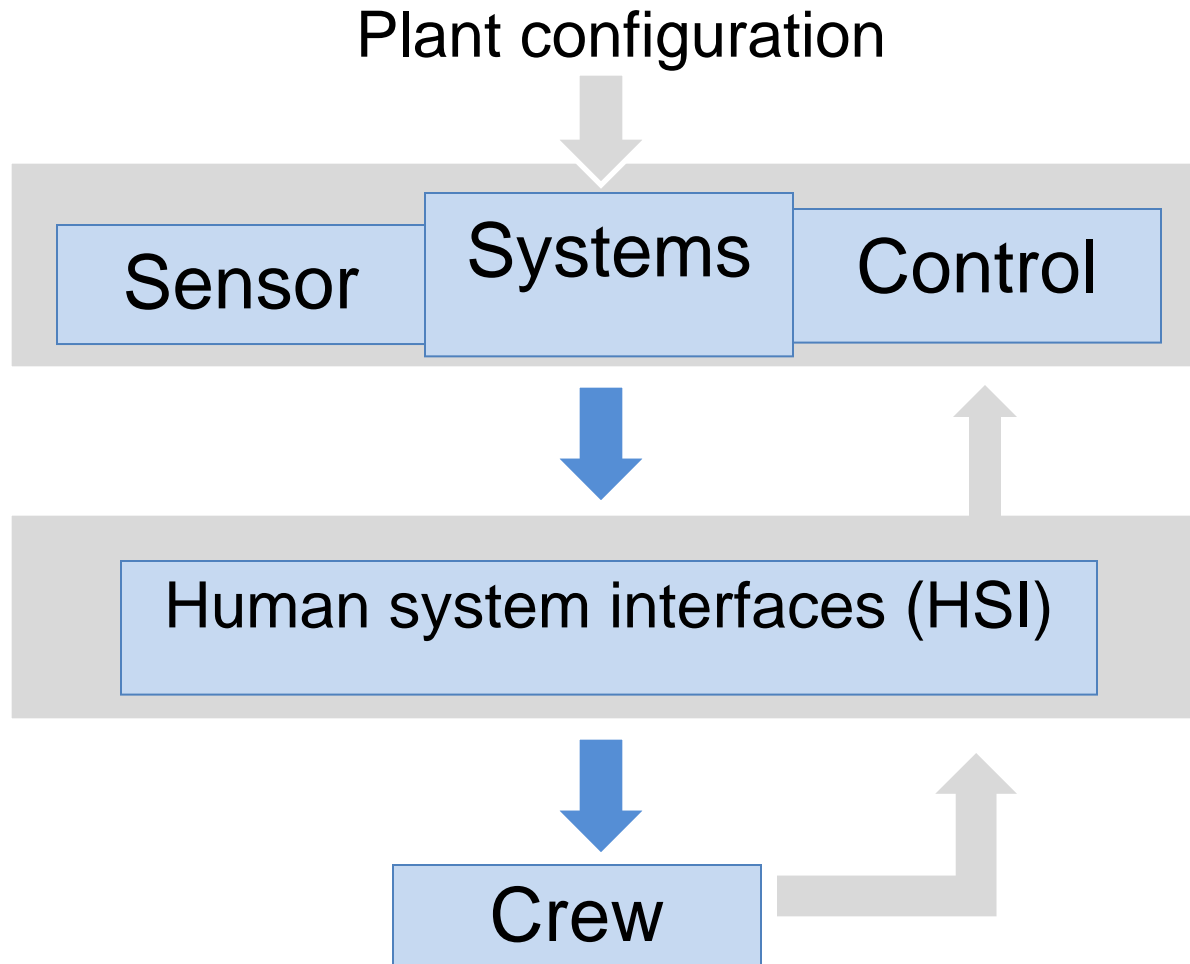 Plant configuration
Sensor
Systems
Control
Human system interfaces (HSI)
Crew